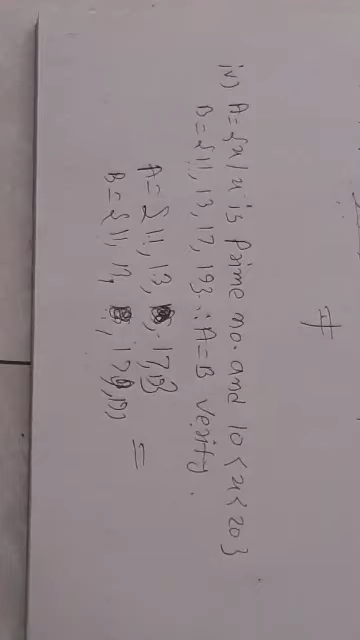 iv) A = {x / x is Prime no. and 10 < x < 20}
B = {11, 13, 17, 19} ∴ A = B verify.
A = {11, 13, 17, 19}
B = {11, 13, 17, 19} =